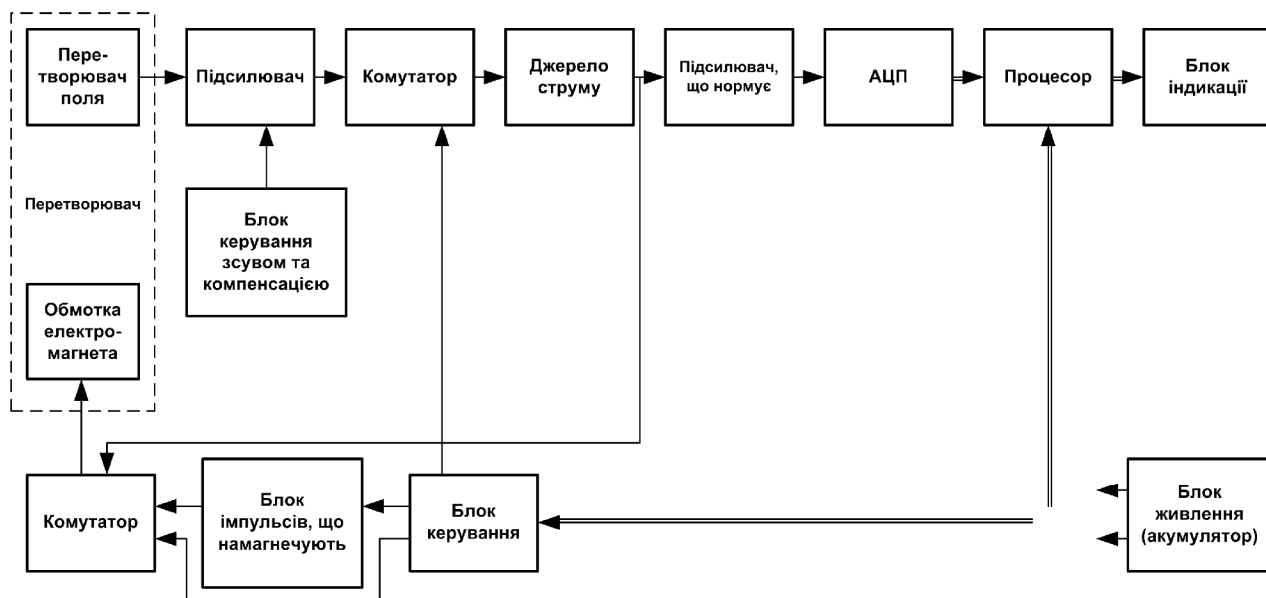 Пере-
творювач
поля
Підсилювач
Комутатор
Джерело
струму
Підсилювач,
що нормує
АЦП
Процесор
Блок
індикації
Перетворювач
Блок
керування
зсувом та
компенсацією
Обмотка
електро-
магнета
Комутатор
Блок
імпульсів, що
намагнечують
Блок
керування
Блок
живлення
(акумулятор)